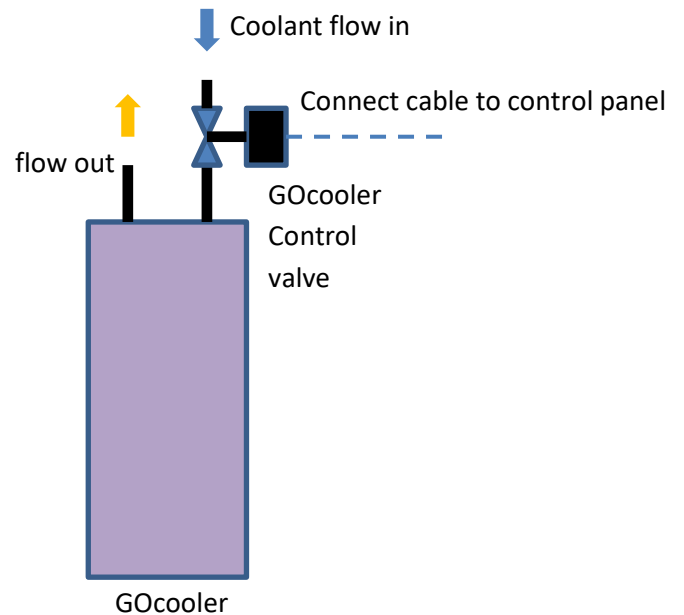 Coolant flow in
Connect cable to control panel
flow out
GOcooler
Control
valve
GOcooler